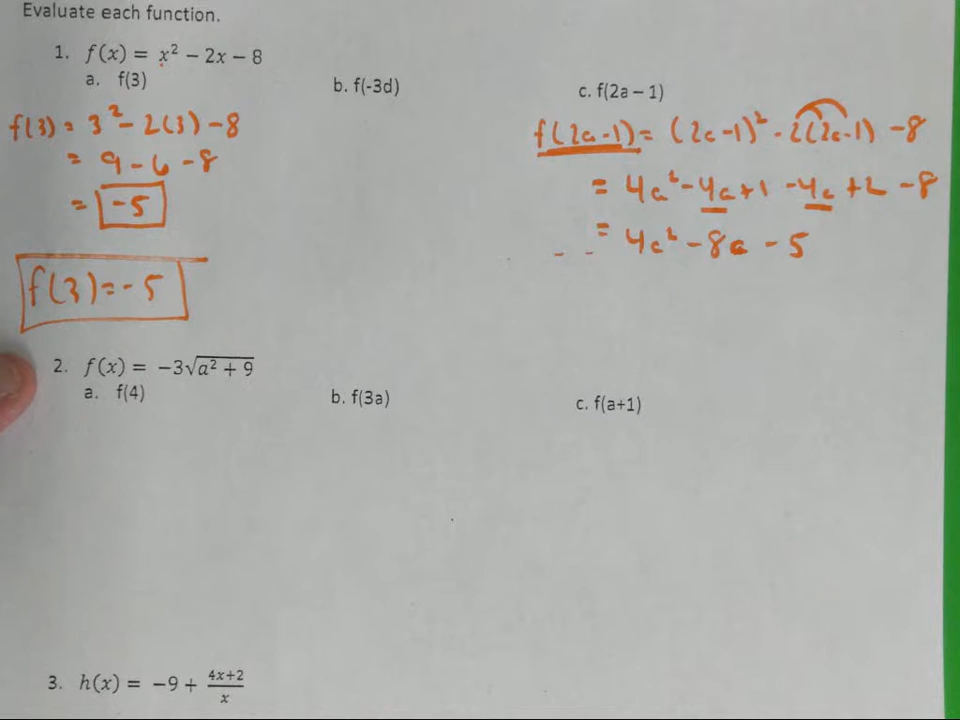 Evaluate each function.
1. f(x) = x² − 2x − 8
a. f(3)
b. f(-3d)
c. f(2a – 1)
f(3) = 3² - 2(3) - 8
= 9 - 6 - 8
= -5
f(3) = -5
f(2a-1) = (2a-1)² - 2(2a-1) - 8
= 4a² - 4a + 1 - 4a + 2 - 8
= 4a² - 8a - 5
2. f(x) = −3√(a² + 9)
a. f(4)
b. f(3a)
c. f(a+1)
3. h(x) = −9 + (4x+2)/x